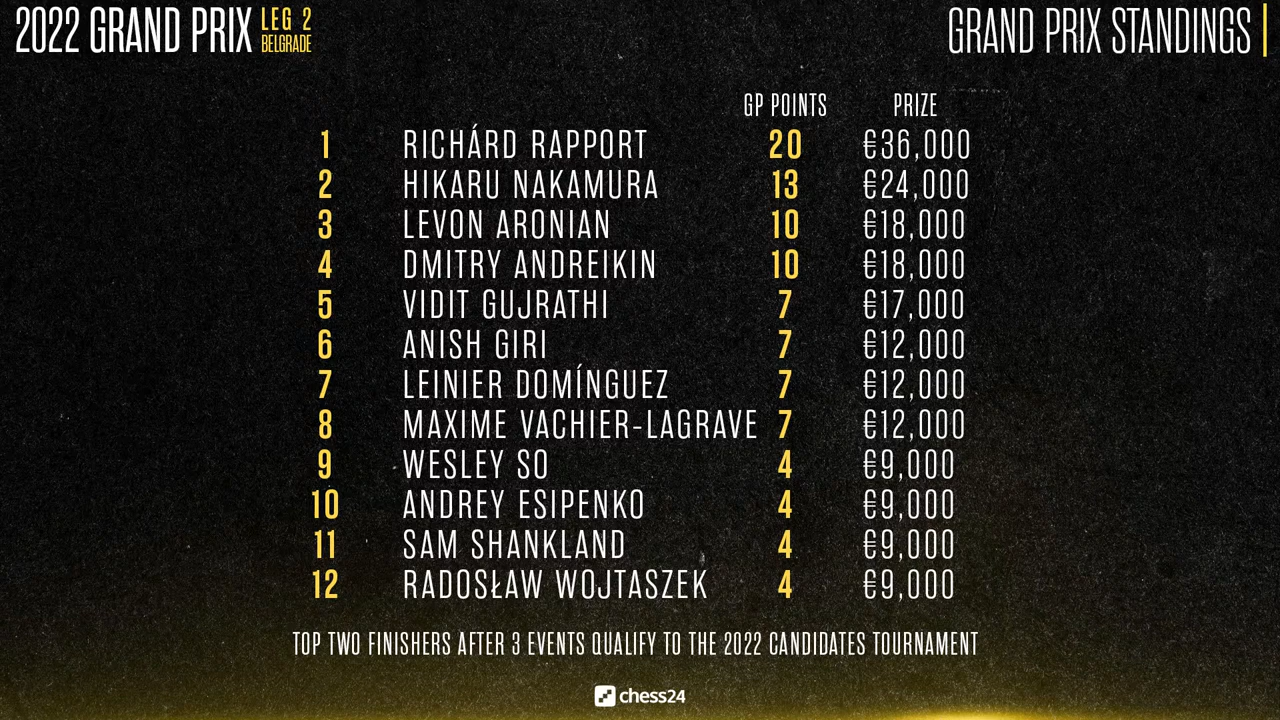 2022 GRAND PRIX LEG 2 BELGRADE
GRAND PRIX STANDINGS
GP POINTS PRIZE
1 RICHÁRD RAPPORT 20 €36,000
2 HIKARU NAKAMURA 13 €24,000
3 LEVON ARONIAN 10 €18,000
4 DMITRY ANDREIKIN 10 €18,000
5 VIDIT GUJRATHI 7 €17,000
6 ANISH GIRI 7 €12,000
7 LEINIER DOMÍNGUEZ 7 €12,000
8 MAXIME VACHIER-LAGRAVE 7 €12,000
9 WESLEY SO 4 €9,000
10 ANDREY ESIPENKO 4 €9,000
11 SAM SHANKLAND 4 €9,000
12 RADOSŁAW WOJTASZEK 4 €9,000
TOP TWO FINISHERS AFTER 3 EVENTS QUALIFY TO THE 2022 CANDIDATES TOURNAMENT
chess24